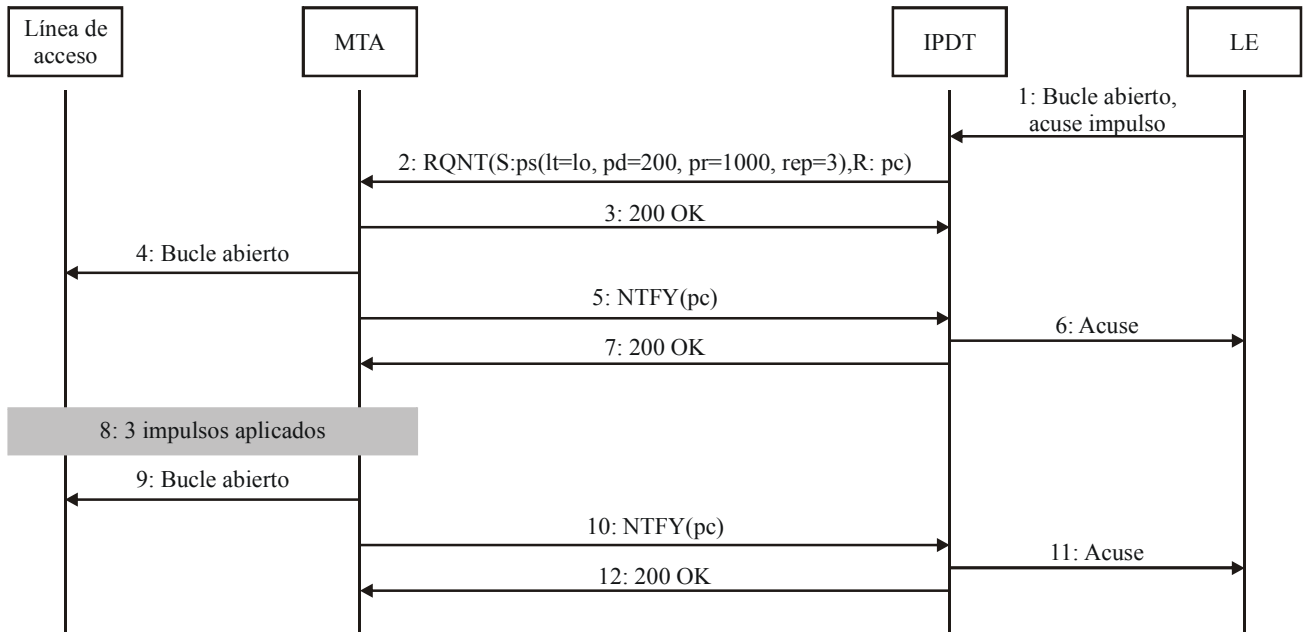 Línea de
acceso
MTA
IPDT
LE
1: Bucle abierto,
acuse impulso
2: RQNT(S:ps(lt=lo, pd=200, pr=1000, rep=3),R: pc)
3: 200 OK
4: Bucle abierto
5: NTFY(pc)
6: Acuse
7: 200 OK
8: 3 impulsos aplicados
9: Bucle abierto
10: NTFY(pc)
11: Acuse
12: 200 OK